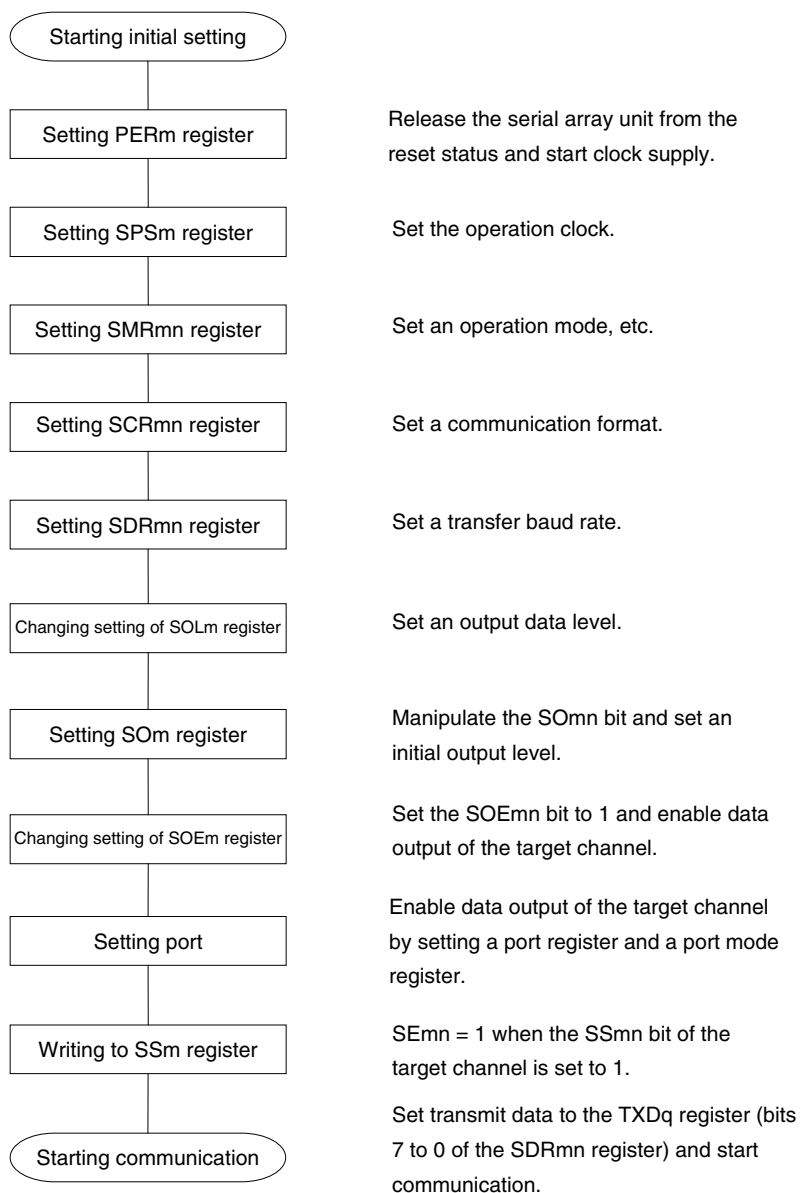 Starting initial setting
Setting PERm register
Release the serial array unit from the
reset status and start clock supply.
Setting SPSm register
Set the operation clock.
Setting SMRmn register
Set an operation mode, etc.
Setting SCRmn register
Set a communication format.
Setting SDRmn register
Set a transfer baud rate.
Changing setting of SOLm register
Set an output data level.
Setting SOm register
Manipulate the SOmn bit and set an
initial output level.
Changing setting of SOEm register
Set the SOEmn bit to 1 and enable data
output of the target channel.
Setting port
Enable data output of the target channel
by setting a port register and a port mode
register.
Writing to SSm register
SEmn = 1 when the SSmn bit of the
target channel is set to 1.
Starting communication
Set transmit data to the TXDq register (bits
7 to 0 of the SDRmn register) and start
communication.